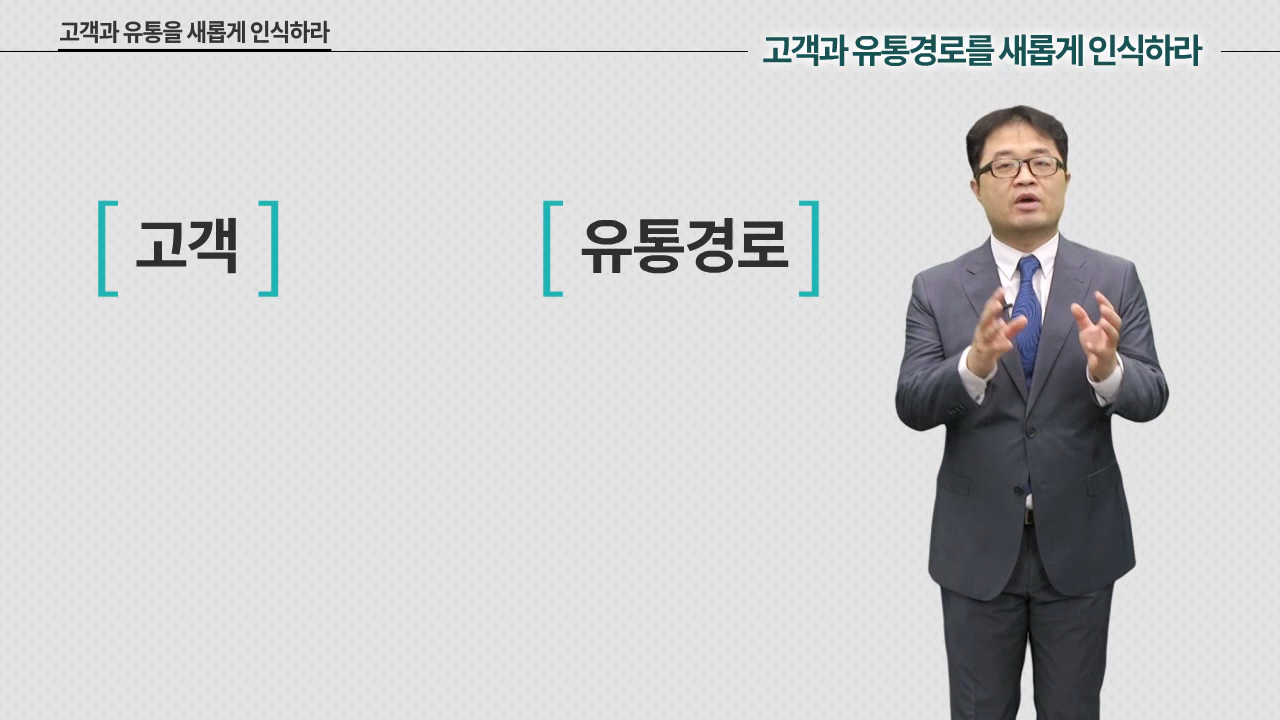 고객과 유통을 새롭게 인식하라
고객과 유통경로를 새롭게 인식하라
[ 고객 ]
[ 유통경로 ]